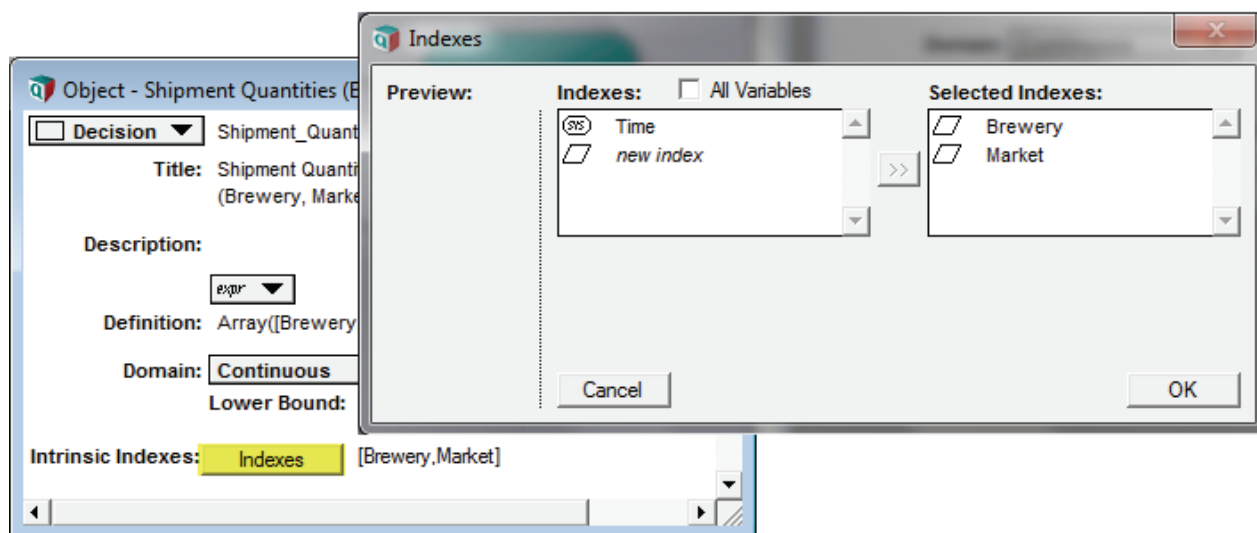 Indexes
Preview:
Indexes:
All Variables
Selected Indexes:
SYS
Time
new index
>>
Brewery
Market
Cancel
OK
Object - Shipment Quantities (
Decision
Shipment_Quant
Title:
Shipment Quantiti
(Brewery, Marke
Description:
expr
Definition:
Array([Brewery
Domain:
Continuous
Lower Bound:
Intrinsic Indexes:
Indexes
[Brewery,Market]